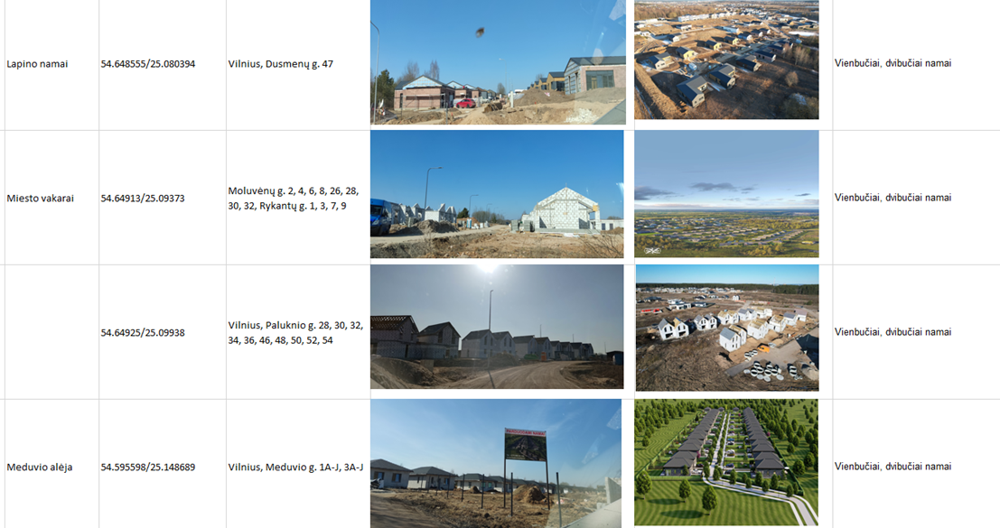 Lapino namai
54.648555/25.080394
Vilnius, Dusmenų g. 47
Vienbučiai, dvibučiai namai
Miesto vakarai
54.64913/25.09373
Moluvėnų g. 2, 4, 6, 8, 26, 28,
30, 32, Rykantų g. 1, 3, 7, 9
Vienbučiai, dvibučiai namai
54.64925/25.09938
Vilnius, Paluknio g. 28, 30, 32,
34, 36, 46, 48, 50, 52, 54
Vienbučiai, dvibučiai namai
Meduvio alėja
54.595598/25.148689
Vilnius, Meduvio g. 1A-J, 3A-J
Vienbučiai, dvibučiai namai